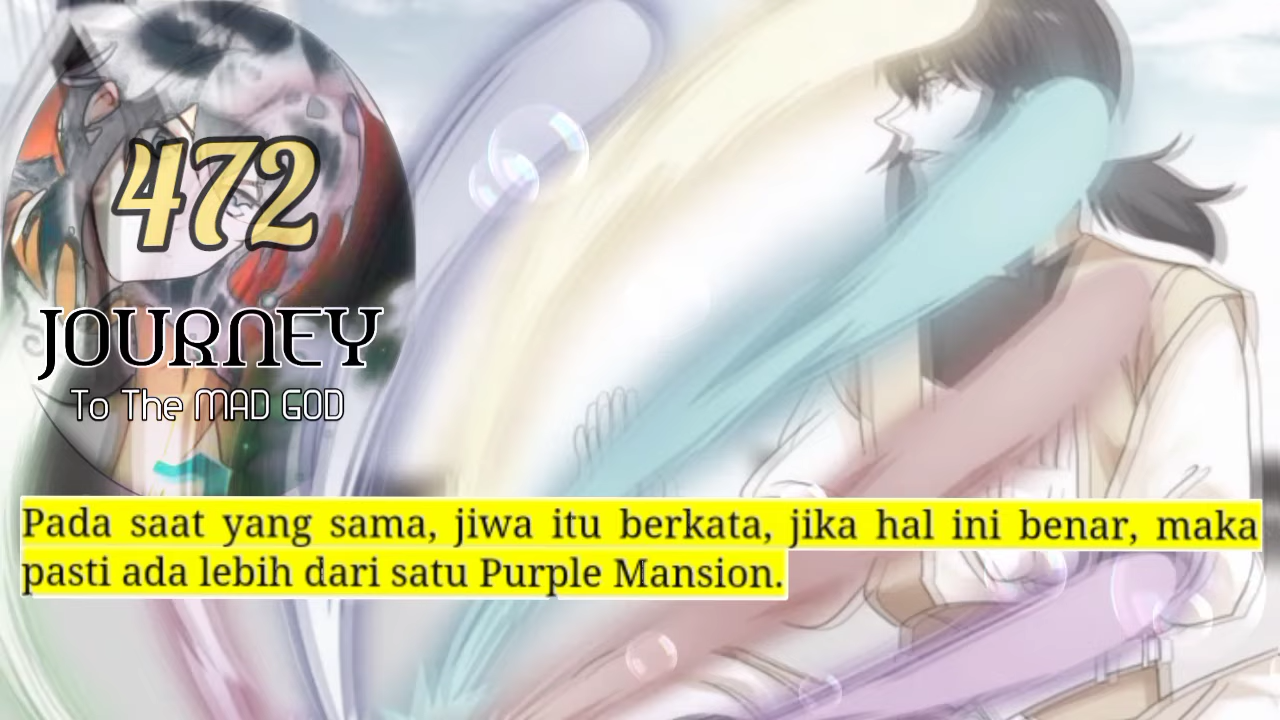 472
JOURNEY
To The MAD GOD
Pada saat yang sama, jiwa itu berkata, jika hal ini benar, maka
pasti ada lebih dari satu Purple Mansion.